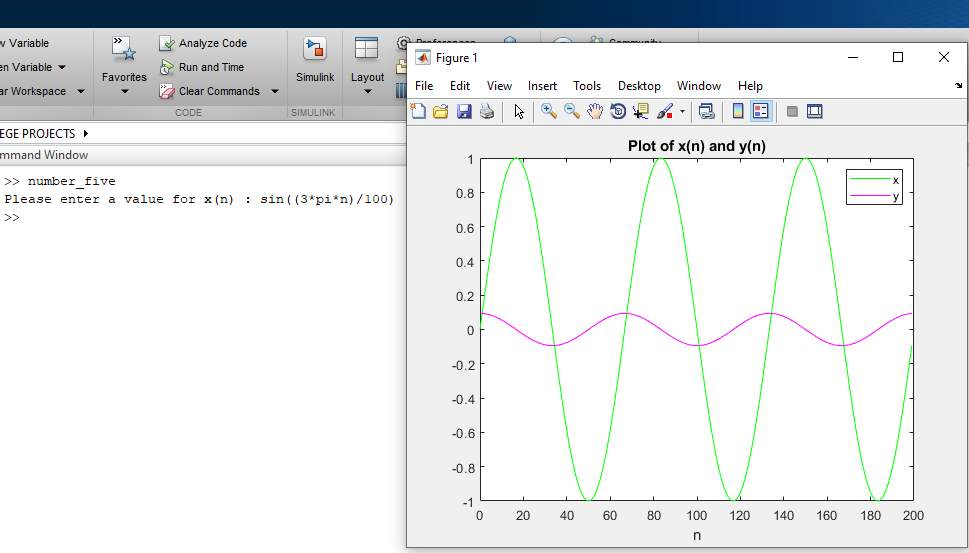 w Variable
en Variable
ar Workspace
Favorites
Analyze Code
Run and Time
Clear Commands
CODE
Simulink
SIMULINK
Layout
Preferences
Community
EGE PROJECTS
mmand Window
>> number_five
Please enter a value for x(n) : sin((3*pi*n)/100)
>>
Figure 1
File Edit View Insert Tools Desktop Window Help
Plot of x(n) and y(n)
x
y
1
0.8
0.6
0.4
0.2
0
-0.2
-0.4
-0.6
-0.8
-1
0 20 40 60 80 100 120 140 160 180 200
n